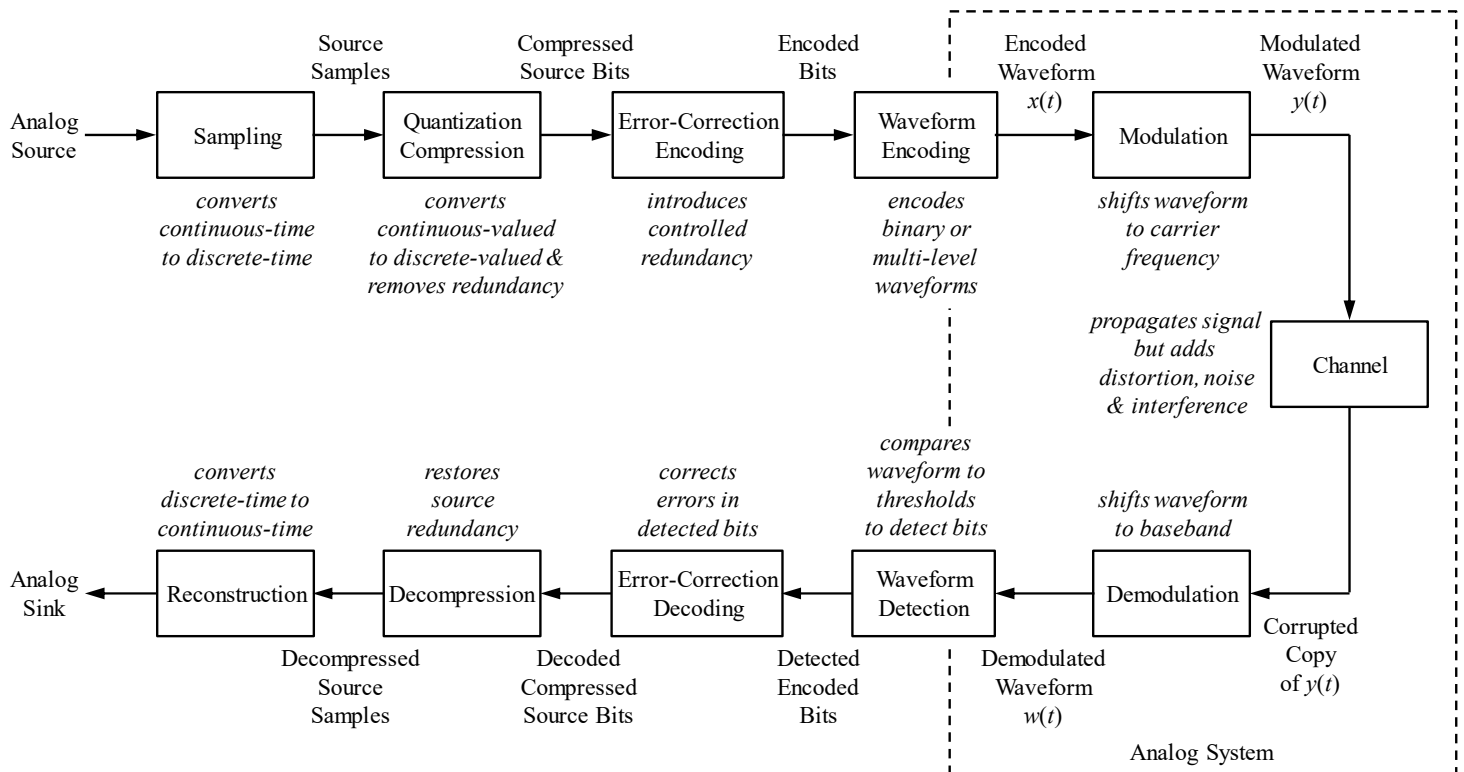 Source
Samples
Compressed
Source Bits
Encoded
Bits
Encoded
Waveform
x(t)
Modulated
Waveform
y(t)
Analog
Source
Sampling
Quantization
Compression
Error-Correction
Encoding
Waveform
Encoding
Modulation
converts
continuous-time
to discrete-time
converts
continuous-valued
to discrete-valued &
removes redundancy
introduces
controlled
redundancy
encodes
binary or
multi-level
waveforms
shifts waveform
to carrier
frequency
propagates signal
but adds
distortion, noise
& interference
Channel
converts
discrete-time to
continuous-time
restores
source
redundancy
corrects
errors in
detected bits
compares
waveform to
thresholds
to detect bits
shifts waveform
to baseband
Analog
Sink
Reconstruction
Decompression
Error-Correction
Decoding
Waveform
Detection
Demodulation
Decompressed
Source
Samples
Decoded
Compressed
Source Bits
Detected
Encoded
Bits
Demodulated
Waveform
w(t)
Corrupted
Copy
of y(t)
Analog System